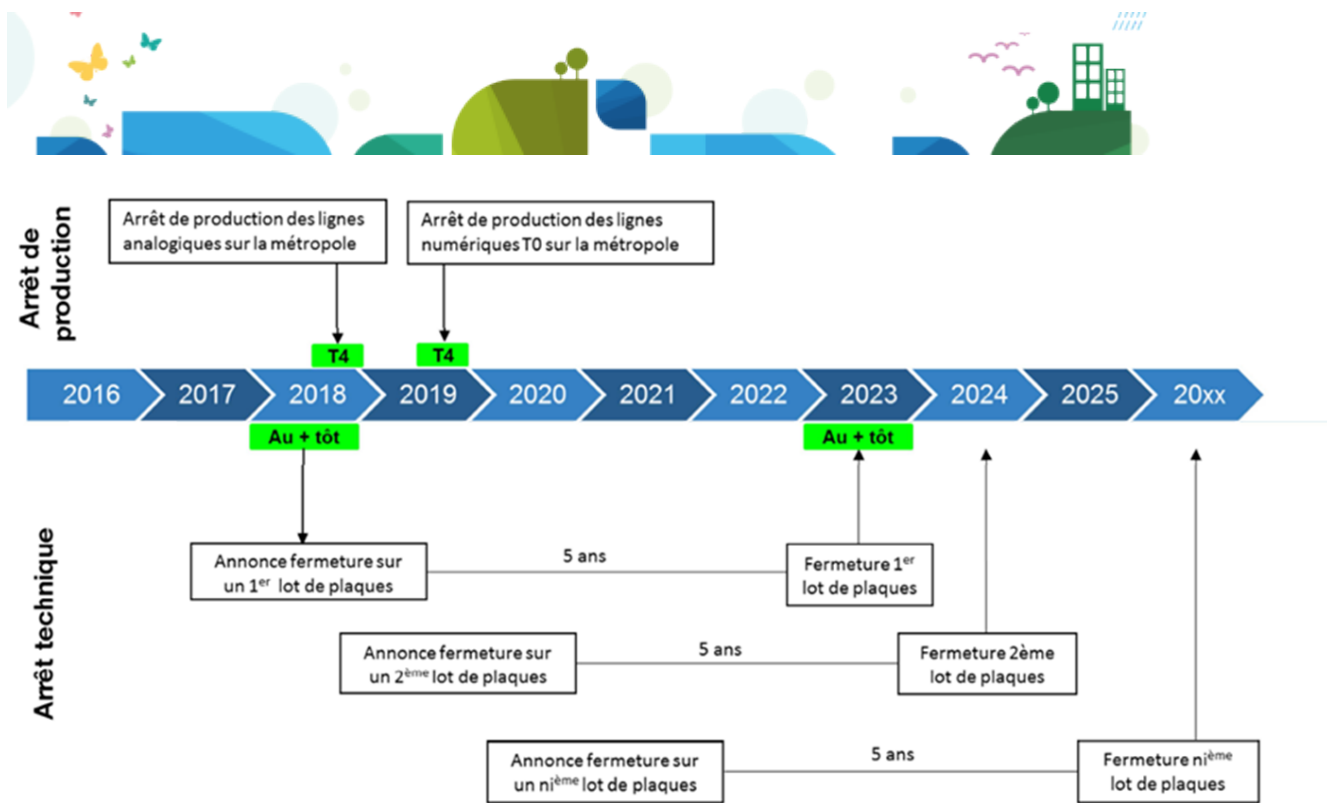 Arrêt de
production
Arrêt de production des lignes
analogiques sur la métropole
Arrêt de production des lignes
numériques T0 sur la métropole
T4
T4
2016
2017
2018
2019
2020
2021
2022
2023
2024
2025
20xx
Au + tôt
Au + tôt
Arrêt technique
Annonce fermeture sur
un 1er lot de plaques
5 ans
Fermeture 1er
lot de plaques
Annonce fermeture sur
un 2ème lot de plaques
5 ans
Fermeture 2ème
lot de plaques
Annonce fermeture sur
un nième lot de plaques
5 ans
Fermeture nième
lot de plaques